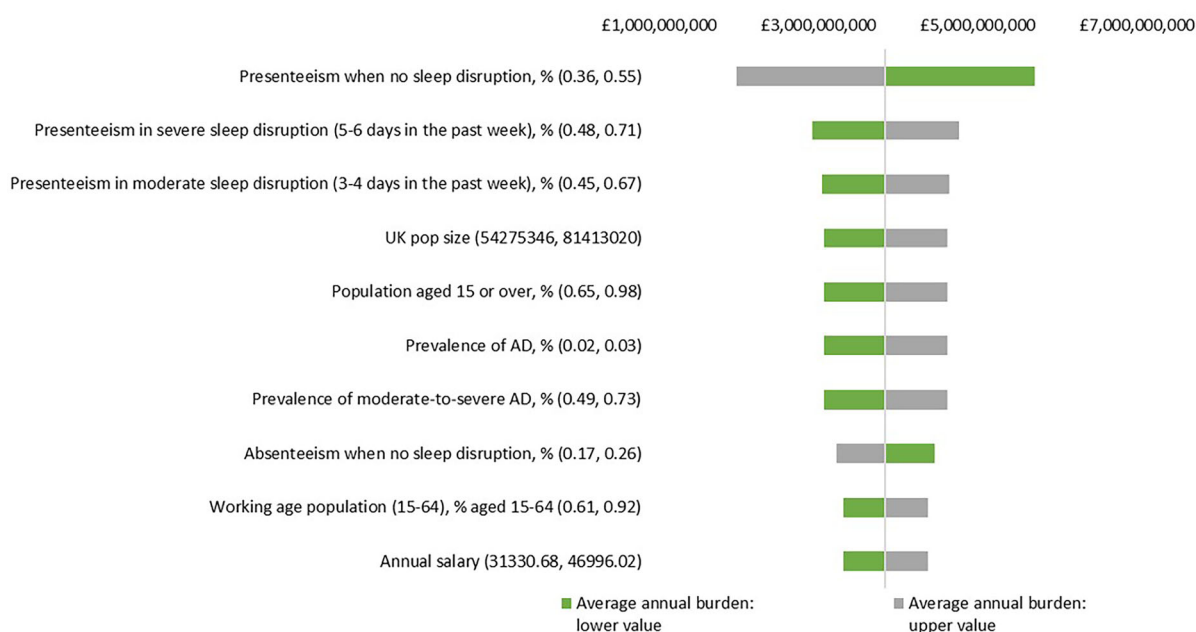 £1,000,000,000 £3,000,000,000 £5,000,000,000 £7,000,000,000
Presenteeism when no sleep disruption, % (0.36, 0.55)
Presenteeism in severe sleep disruption (5-6 days in the past week), % (0.48, 0.71)
Presenteeism in moderate sleep disruption (3-4 days in the past week), % (0.45, 0.67)
UK pop size (54275346, 81413020)
Population aged 15 or over, % (0.65, 0.98)
Prevalence of AD, % (0.02, 0.03)
Prevalence of moderate-to-severe AD, % (0.49, 0.73)
Absenteeism when no sleep disruption, % (0.17, 0.26)
Working age population (15-64), % aged 15-64 (0.61, 0.92)
Annual salary (31330.68, 46996.02)
Average annual burden:
lower value
Average annual burden:
upper value